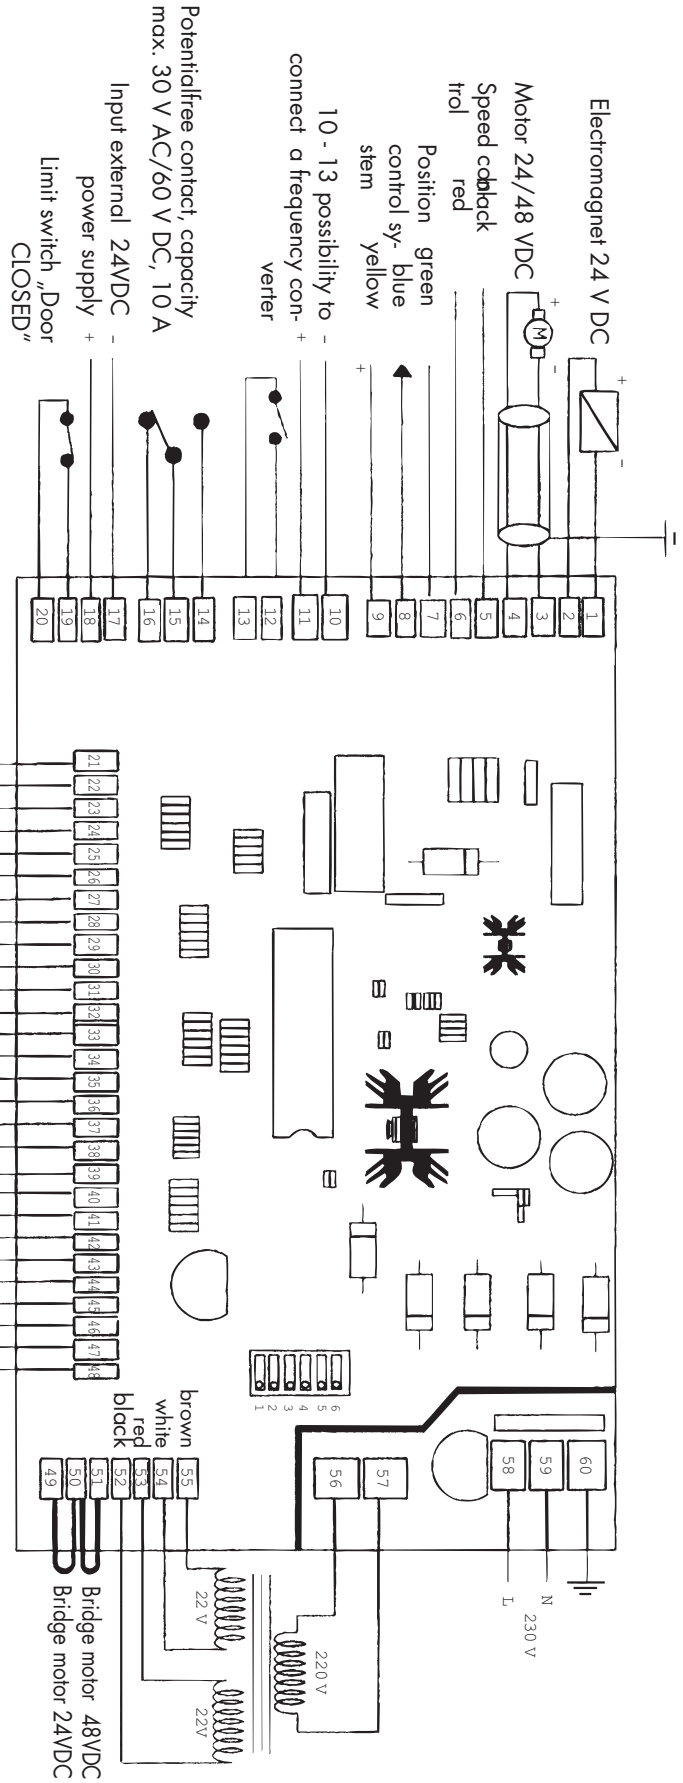 Electromagnet 24 V DC
+
-
Motor 24/48 VDC
+
-
M
Speed con-
trol
black
red
Position
control sy-
stem
green
blue
yellow
+
10 - 13 possibility to
connect a frequency con-
verter
-
+
Potentialfree contact, capacity
max. 30 V AC/60 V DC, 10 A
Input external 24VDC
power supply
-
+
Limit switch „Door
CLOSED"
1
2
3
4
5
6
7
8
9
10
11
12
13
14
15
16
17
18
19
20
21
22
23
24
25
26
27
28
29
30
31
32
33
34
35
36
37
38
39
40
41
42
43
44
45
46
47
48
6
5
4
3
2
1
60
59
58
57
56
brown
white
red
black
55
54
53
52
51
50
49
N
L
230 V
220 V
22 V
22V
Bridge motor 48VDC
Bridge motor 24VDC